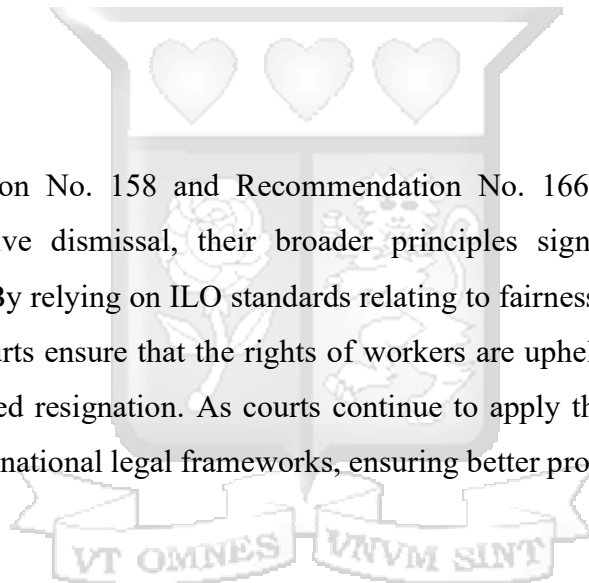 on No. 158 and Recommendation No. 166
ive dismissal, their broader principles sign
By relying on ILO standards relating to fairness
urts ensure that the rights of workers are uphel
ed resignation. As courts continue to apply th
national legal frameworks, ensuring better pro
VT OMNES VNVM SINT